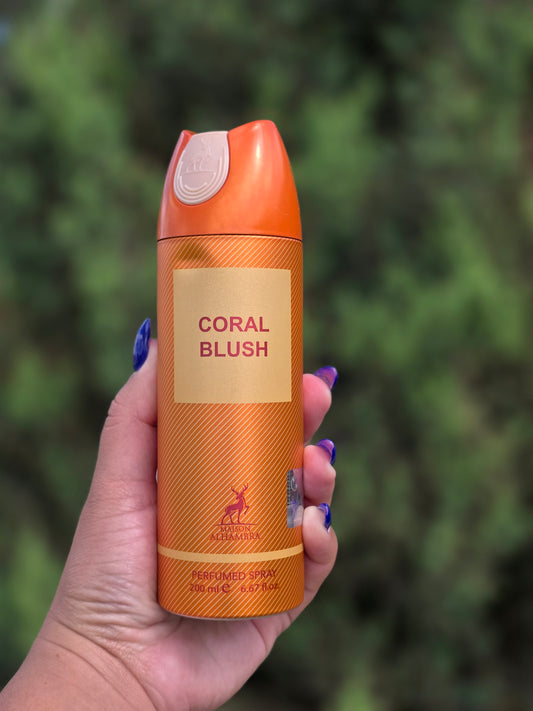 CORAL
BLUSH
MAISON
ALHAMBRA
PERFUMED SPRAY
200 ml ℮ 6.67 fl oz.